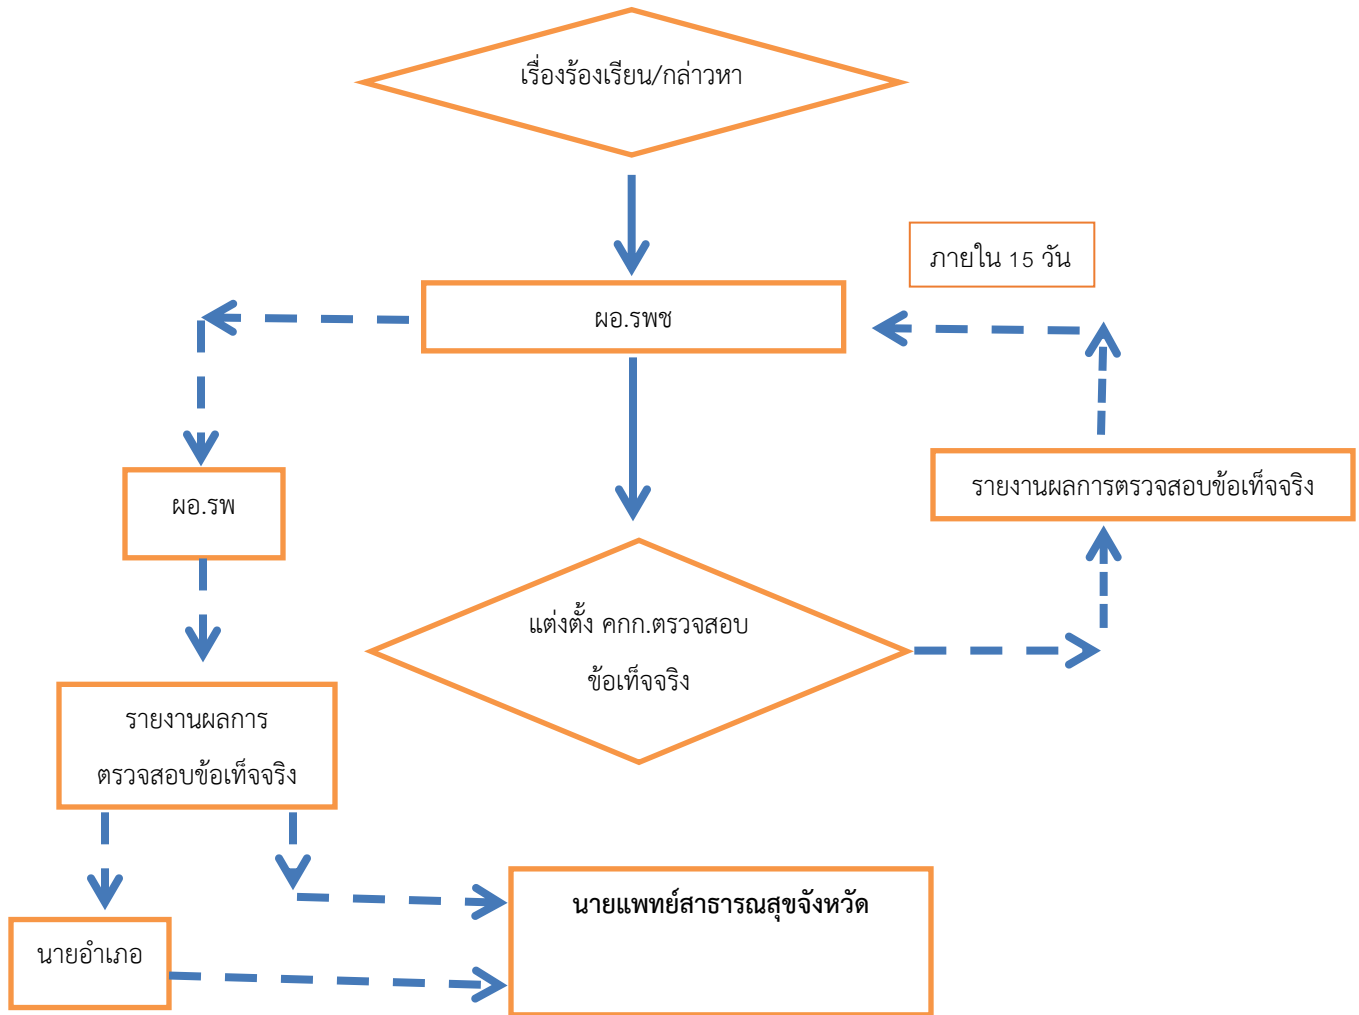 เรื่องร้องเรียน/กล่าวหา
ภายใน 15 วัน
ผอ.รพช
รายงานผลการตรวจสอบข้อเท็จจริง
ผอ.รพ
แต่งตั้ง คกก.ตรวจสอบ
ข้อเท็จจริง
รายงานผลการ
ตรวจสอบข้อเท็จจริง
นายแพทย์สาธารณสุขจังหวัด
นายอำเภอ